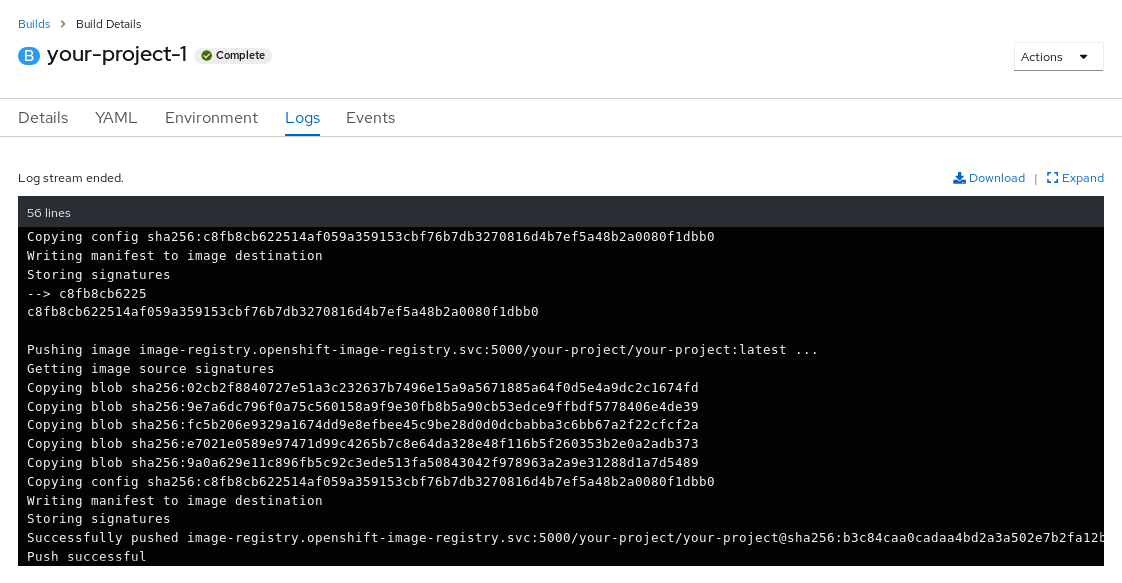 Builds > Build Details
B your-project-1 Complete
Actions
Details YAML Environment Logs Events
Log stream ended. Download | Expand
56 lines
Copying config sha256:c8fb8cb622514af059a359153cbf76b7db3270816d4b7ef5a48b2a0080f1dbb0
Writing manifest to image destination
Storing signatures
--> c8fb8cb6225
c8fb8cb622514af059a359153cbf76b7db3270816d4b7ef5a48b2a0080f1dbb0
Pushing image image-registry.openshift-image-registry.svc:5000/your-project/your-project:latest ...
Getting image source signatures
Copying blob sha256:02cb2f8840727e51a3c232637b7496e15a9a5671885a64f0d5e4a9dc2c1674fd
Copying blob sha256:9e7a6dc796f0a75c560158a9f9e30fb8b5a90cb53edce9ffbdf5778406e4de39
Copying blob sha256:fc5b206e9329a1674dd9e8efbee45c9be28d0d0dcbabba3c6bb67a2f22cfcf2a
Copying blob sha256:e7021e0589e97471d99c4265b7c8e64da328e48f116b5f260353b2e0a2adb373
Copying blob sha256:9a0a629e11c896fb5c92c3ede513fa50843042f978963a2a9e31288d1a7d5489
Copying config sha256:c8fb8cb622514af059a359153cbf76b7db3270816d4b7ef5a48b2a0080f1dbb0
Writing manifest to image destination
Storing signatures
Successfully pushed image-registry.openshift-image-registry.svc:5000/your-project/your-project@sha256:b3c84caa0cadaa4bd2a3a502e7b2fa12b
Push successful